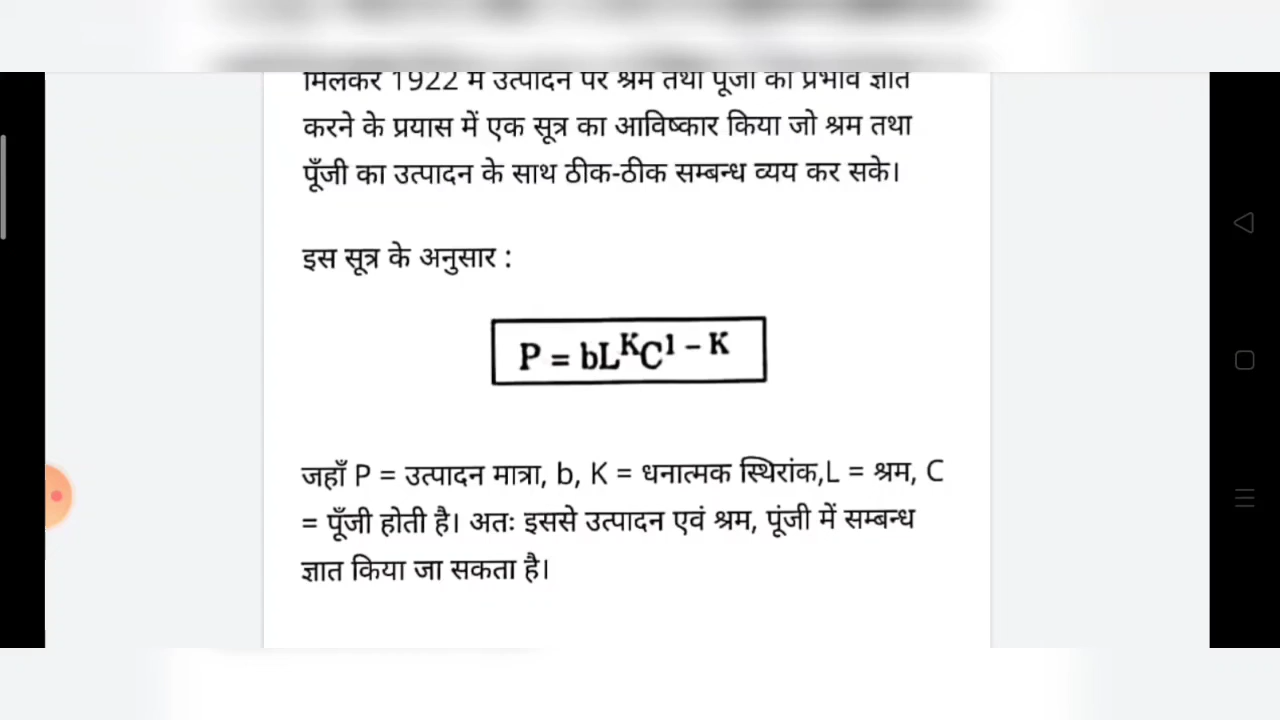 मिलकर 1922 में उत्पादन पर श्रम तथा पूंजी का प्रभाव ज्ञात
करने के प्रयास में एक सूत्र का आविष्कार किया जो श्रम तथा
पूँजी का उत्पादन के साथ ठीक-ठीक सम्बन्ध व्यय कर सके।
इस सूत्र के अनुसार :
P = bL^K C^1 – K
जहाँ P = उत्पादन मात्रा, b, K = धनात्मक स्थिरांक,L = श्रम, C
= पूँजी होती है। अतः इससे उत्पादन एवं श्रम, पूंजी में सम्बन्ध
ज्ञात किया जा सकता है।